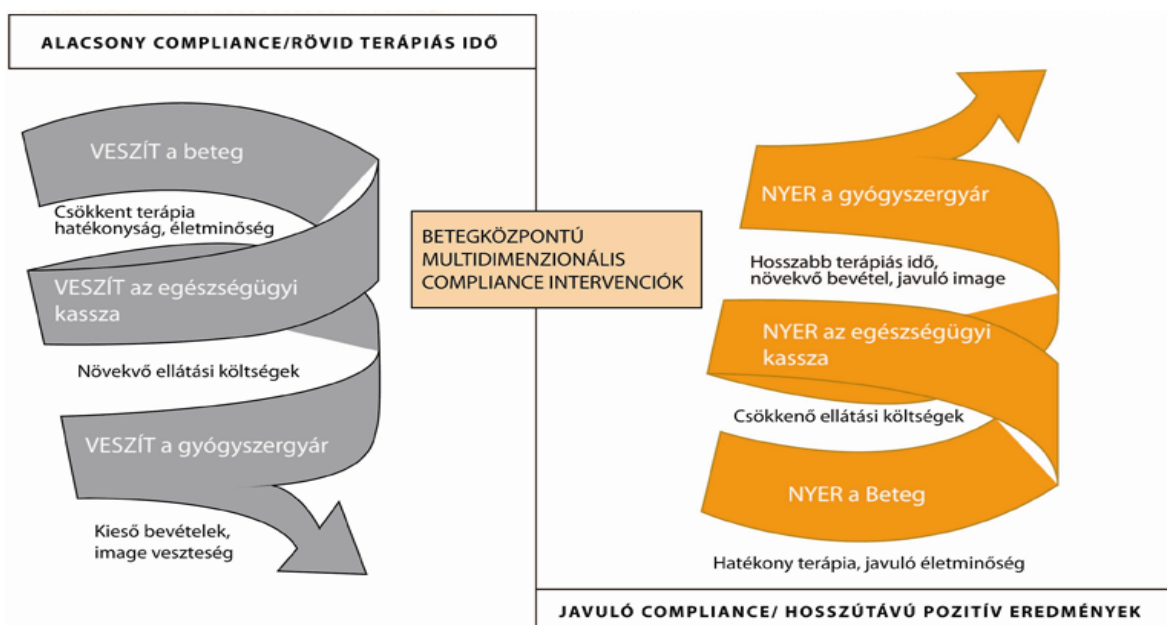 ALACSONY COMPLIANCE/RÖVID TERÁPIÁS IDŐ
VESZÍT a beteg
Csökkent terápia
hatékonyság, életminőség
VESZÍT az egészségügyi
kassza
Növekvő ellátási költségek
VESZÍT a gyógyszergyár
Kieső bevételek,
image veszteség
BETEGKÖZPONTÚ
MULTIDIMENZIONÁLIS
COMPLIANCE INTERVENCIÓK
NYER a gyógyszergyár
Hosszabb terápiás idő,
növekvő bevétel, javuló image
NYER az egészségügyi
kassza
Csökkenő ellátási költségek
NYER a Beteg
Hatékony terápia, javuló életminőség
JAVULÓ COMPLIANCE/ HOSSZÚTÁVÚ POZITÍV EREDMÉNYEK